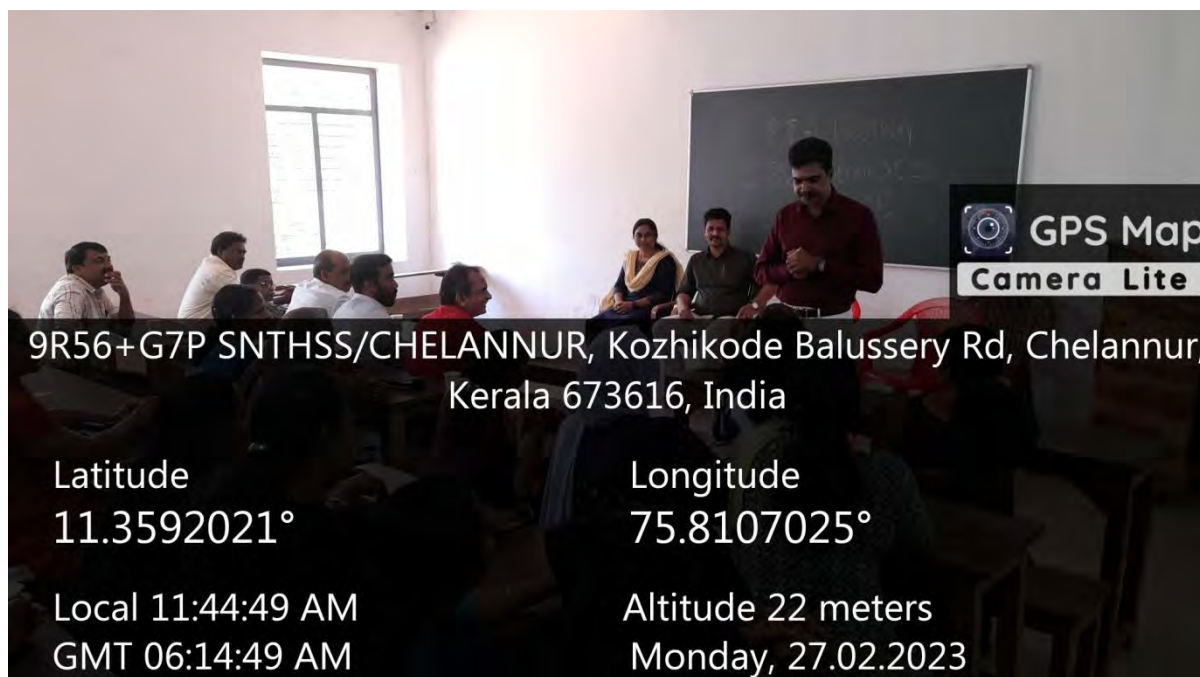 GPS Map
Camera Lite
9R56+G7P SNTHSS/CHELANNUR, Kozhikode Balussery Rd, Chelannur,
Kerala 673616, India
Latitude
11.3592021°
Longitude
75.8107025°
Local 11:44:49 AM
GMT 06:14:49 AM
Altitude 22 meters
Monday, 27.02.2023